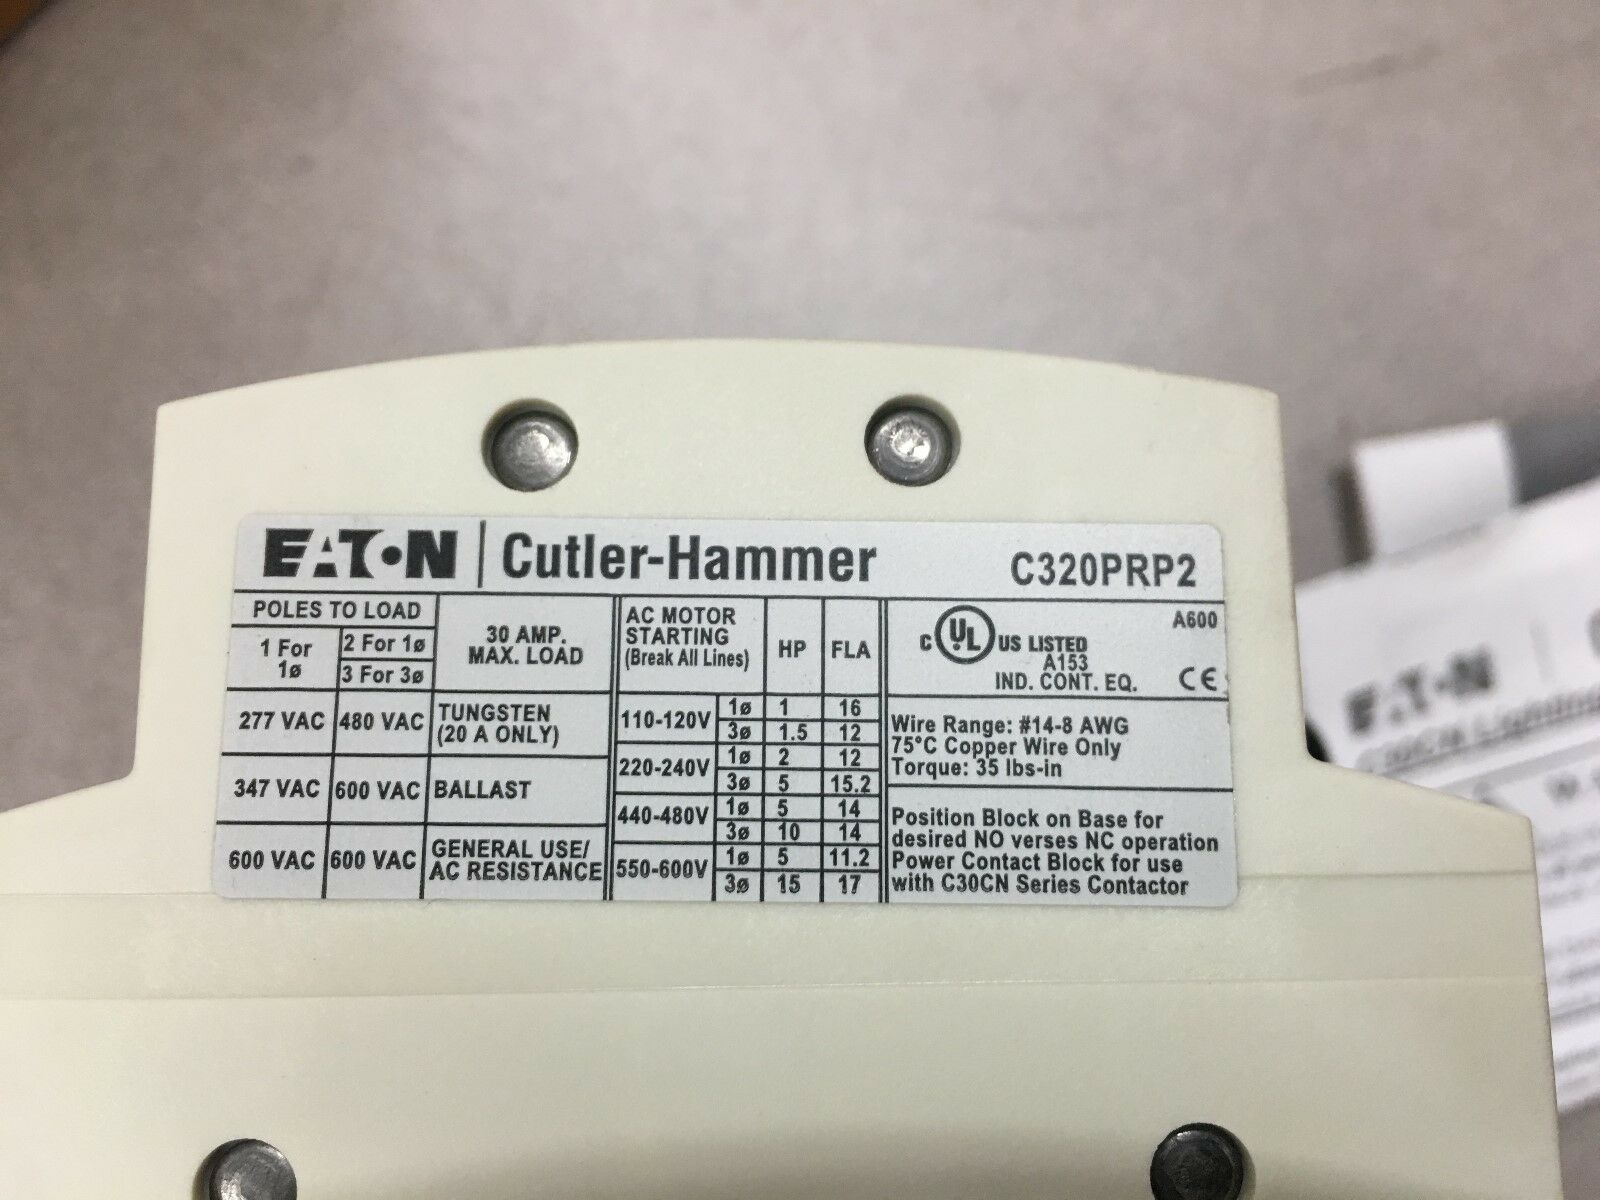 EATON | Cutler-Hammer C320PRP2
POLES TO LOAD
1 For 1ø
2 For 1ø
3 For 3ø
30 AMP.
MAX. LOAD
277 VAC 480 VAC TUNGSTEN (20 A ONLY)
347 VAC 600 VAC BALLAST
600 VAC 600 VAC GENERAL USE/ AC RESISTANCE
AC MOTOR
STARTING
(Break All Lines)
HP FLA
110-120V 1ø 1 16
3ø 1.5 12
220-240V 1ø 2 12
3ø 5 15.2
440-480V 1ø 5 14
3ø 10 14
550-600V 1ø 5 11.2
3ø 15 17
A600
C UL US LISTED
A153
IND. CONT. EQ. CE
Wire Range: #14-8 AWG
75°C Copper Wire Only
Torque: 35 lbs-in
Position Block on Base for
desired NO verses NC operation
Power Contact Block for use
with C30CN Series Contactor
EATON
C30CN Lighting